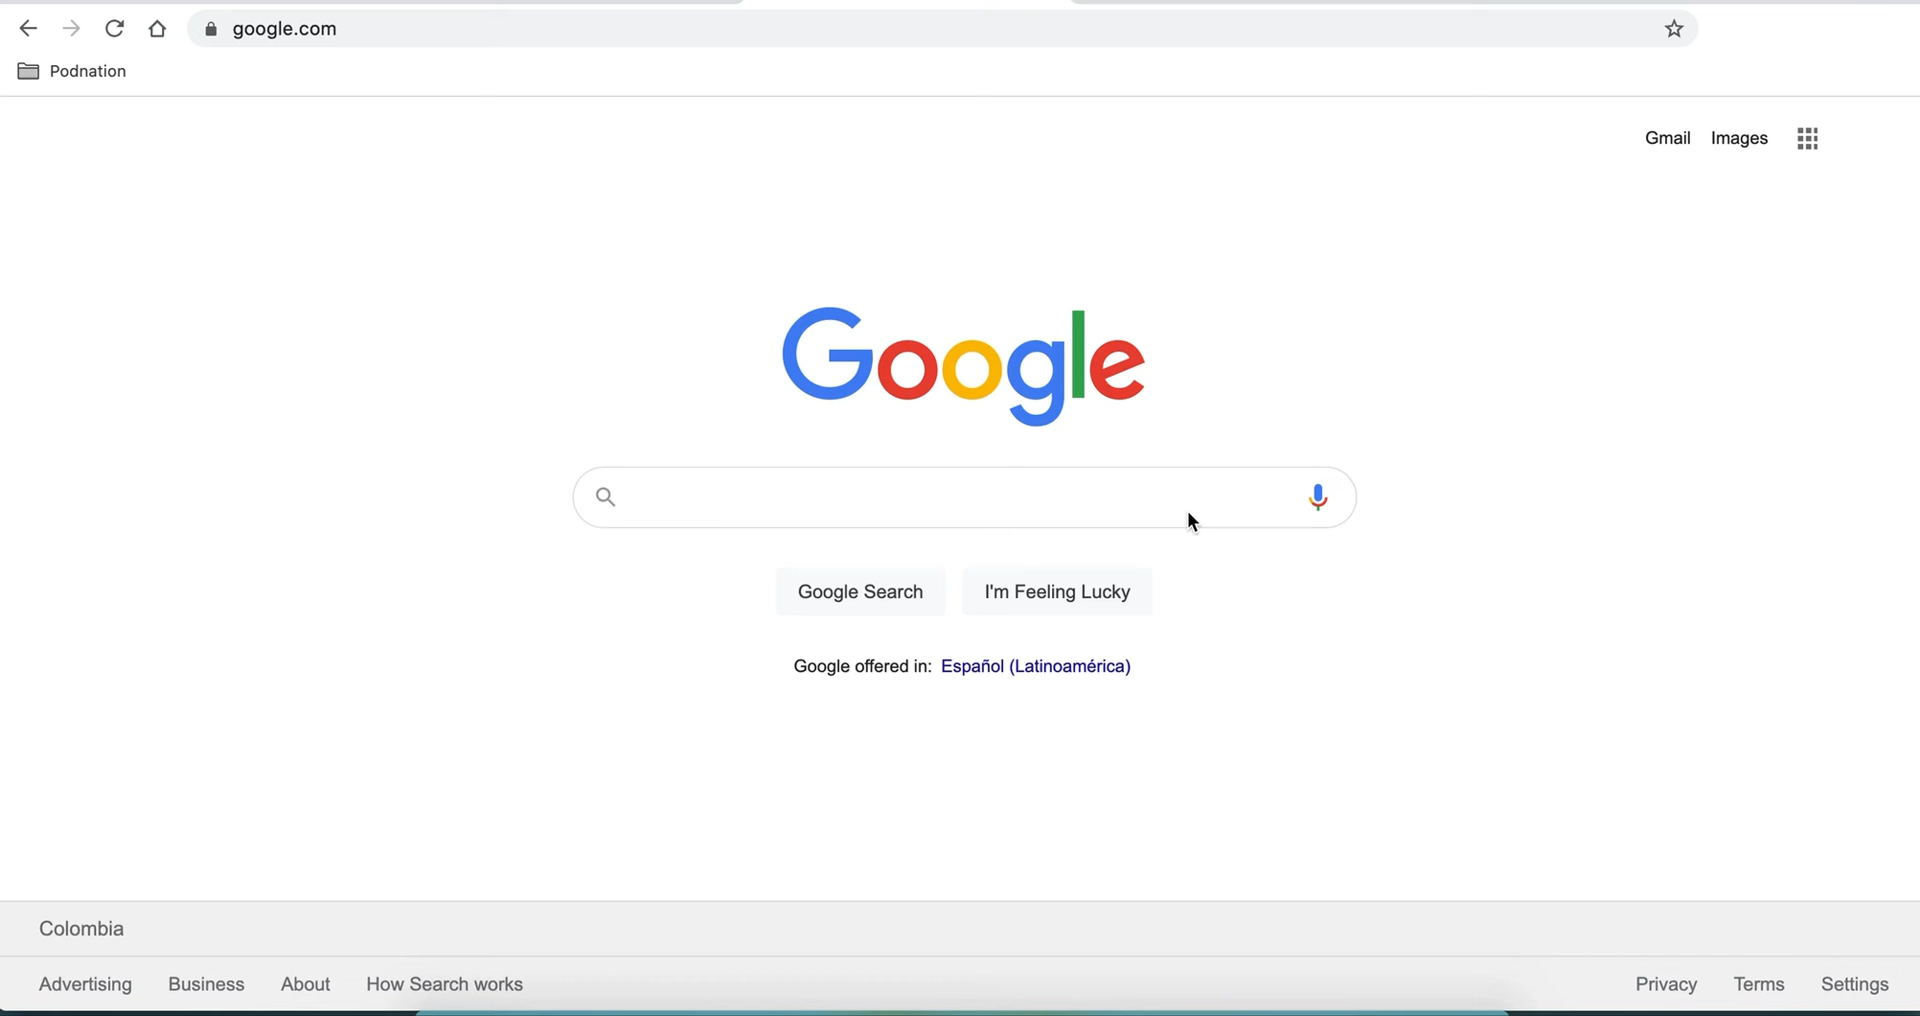 google.com
Podnation
Gmail Images
Google
Google Search I'm Feeling Lucky
Google offered in: Español (Latinoamérica)
Colombia
Advertising Business About How Search works Privacy Terms Settings